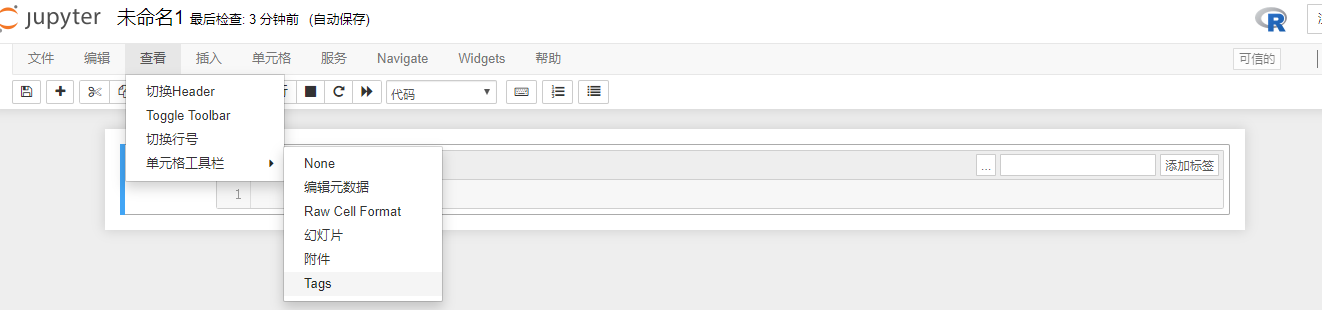 jupyter 未命名1 最后检查: 3 分钟前 (自动保存) R
文件 编辑 查看 插入 单元格 服务 Navigate Widgets 帮助 可信的
代码
切换Header
Toggle Toolbar
切换行号
单元格工具栏
None
编辑元数据
Raw Cell Format
幻灯片
附件
Tags
... 添加标签
1